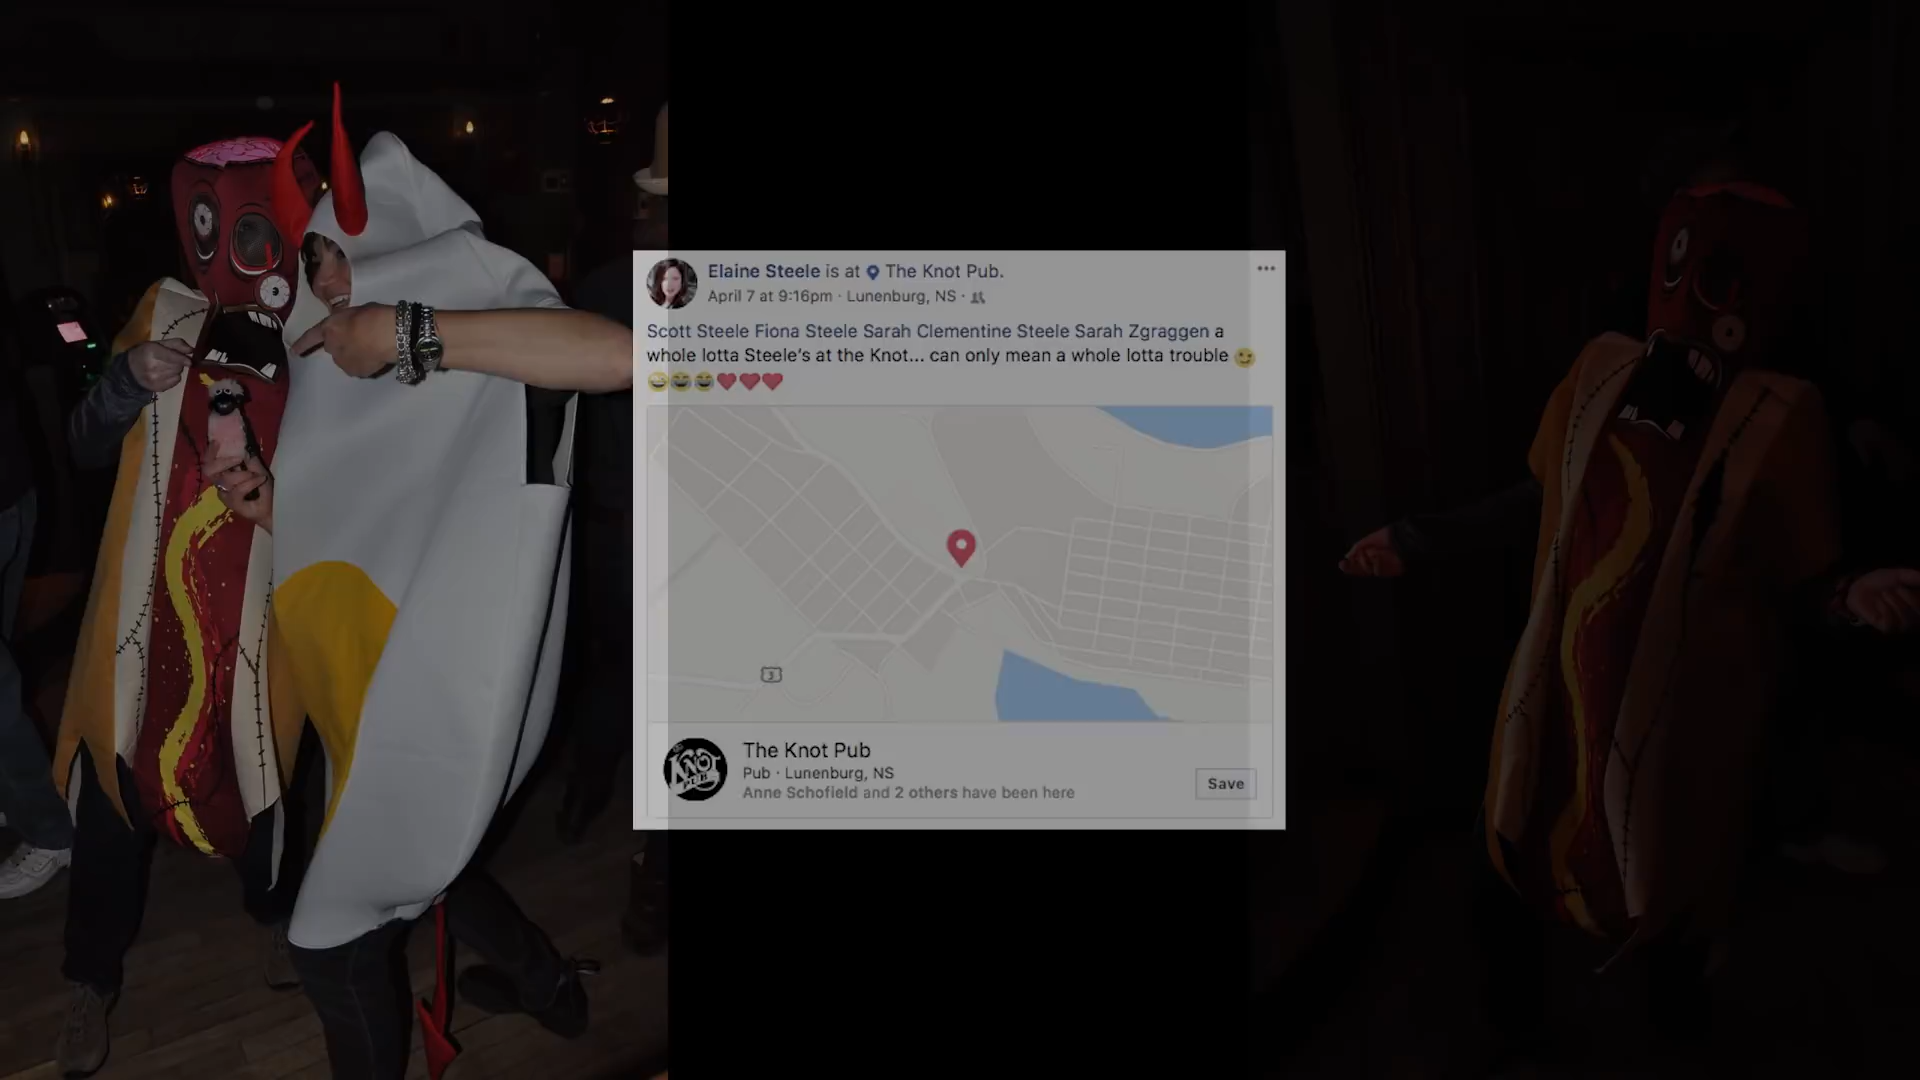 Elaine Steele is at The Knot Pub.
April 7 at 9:16pm · Lunenburg, NS ·
Scott Steele Fiona Steele Sarah Clementine Steele Sarah Zgraggen a
whole lotta Steele's at the Knot... can only mean a whole lotta trouble 😉
😅😂😂❤️❤️❤️
3
KNOT
PUB
The Knot Pub
Pub · Lunenburg, NS
Anne Schofield and 2 others have been here
Save